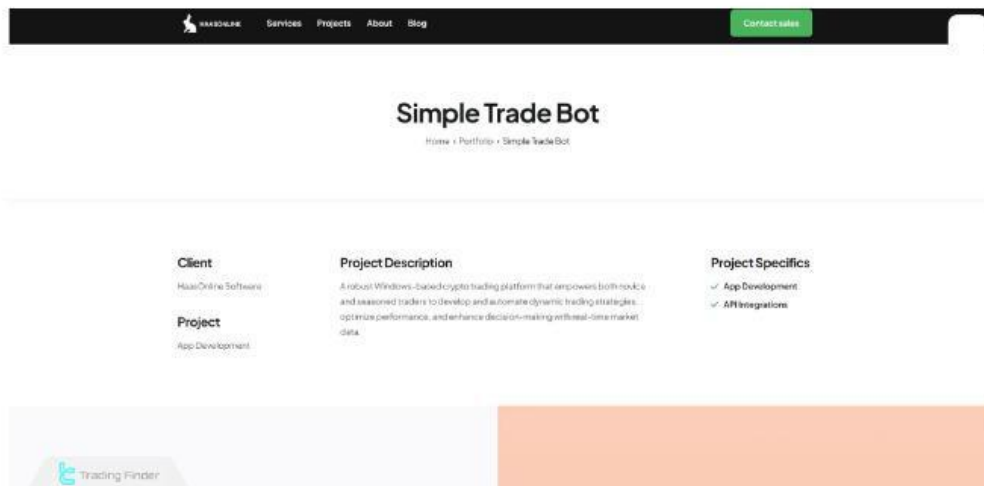 HAASONLINE Services Projects About Blog Contact sales
Simple Trade Bot
Home › Portfolio › Simple Trade Bot
Client
HaasOnline Software
Project
App Development
Project Description
A robust Windows-based crypto trading platform that empowers both novice
and seasoned traders to develop and automate dynamic trading strategies,
optimize performance, and enhance decision-making with real-time market
data.
Project Specifics
✓ App Development
✓ API Integrations
Trading Finder